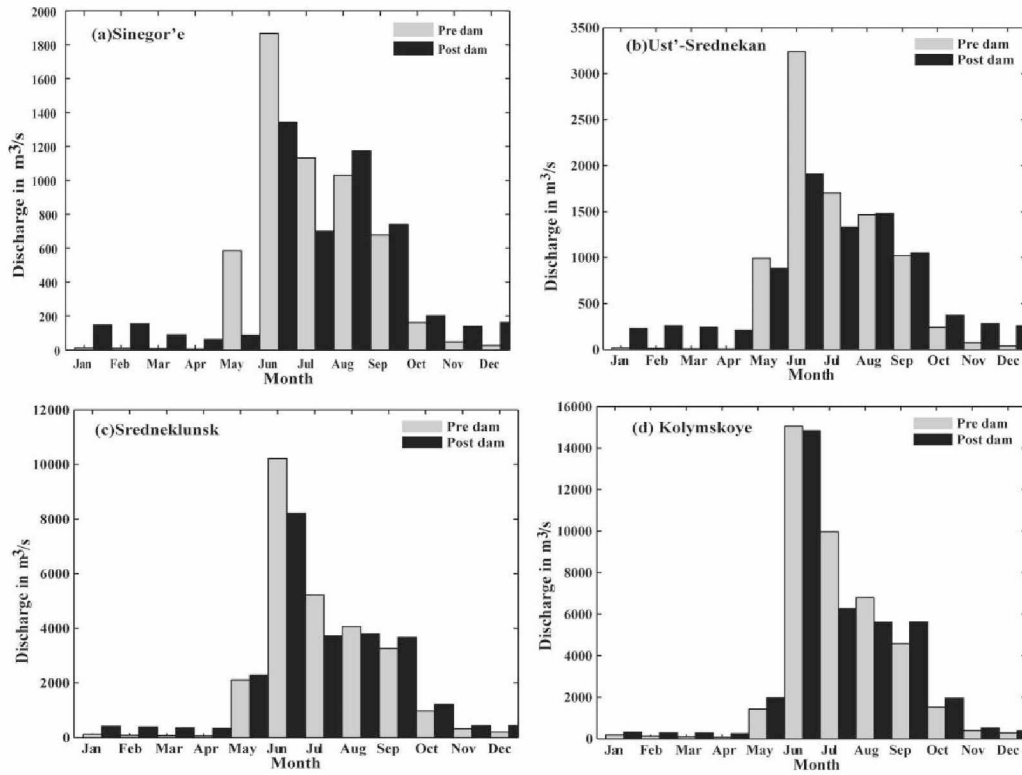 (a)Sinegor'e
Pre dam
Post dam
Discharge in m3/s
2000
1800
1600
1400
1200
1000
800
600
400
200
0
Jan Feb Mar Apr May Jun Jul Aug Sep Oct Nov Dec
Month
(b)Ust'-Srednekan
Pre dam
Post dam
Discharge in m3/s
3500
3000
2500
2000
1500
1000
500
0
Jan Feb Mar Apr May Jun Jul Aug Sep Oct Nov Dec
Month
(c)Sredneklunsk
Pre dam
Post dam
Discharge in m3/s
12000
10000
8000
6000
4000
2000
0
Jan Feb Mar Apr May Jun Jul Aug Sep Oct Nov Dec
Month
(d) Kolymskoye
Pre dam
Post dam
Discharge in m3/s
16000
14000
12000
10000
8000
6000
4000
2000
0
Jan Feb Mar Apr May Jun Jul Aug Sep Oct Nov Dec
Month